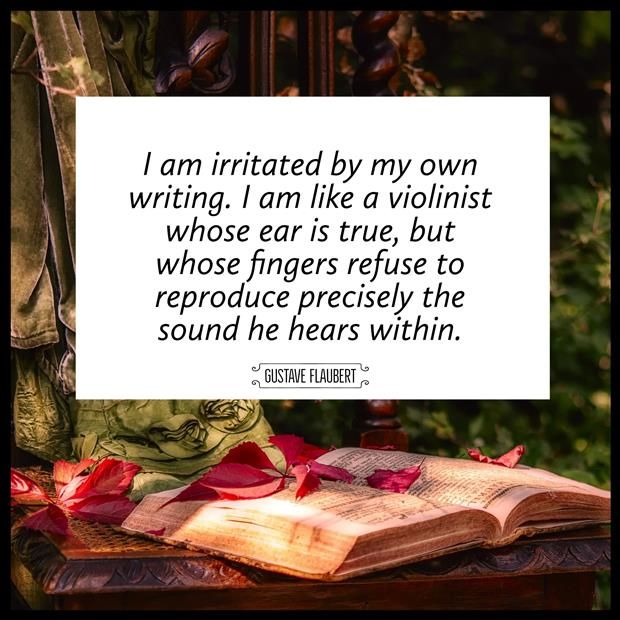 I am irritated by my own
writing. I am like a violinist
whose ear is true, but
whose fingers refuse to
reproduce precisely the
sound he hears within.
GUSTAVE FLAUBERT